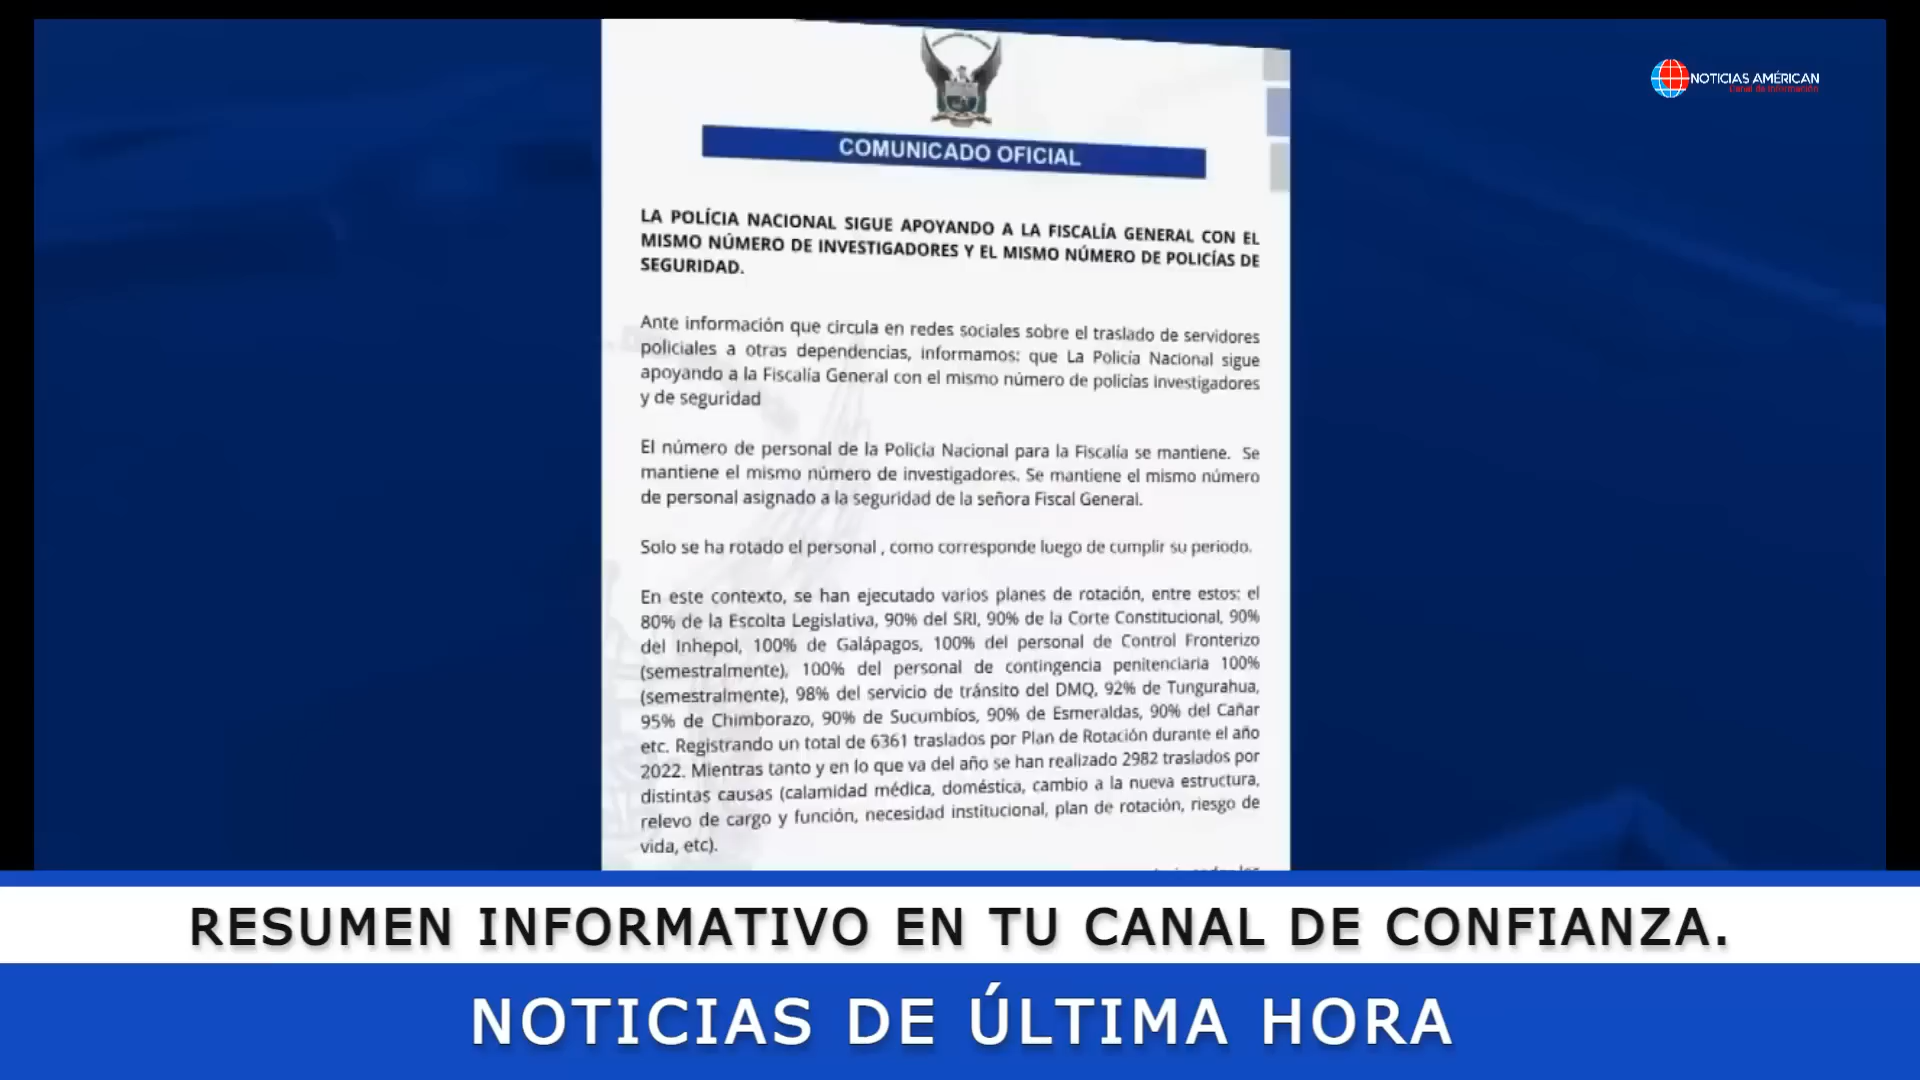 NOTICIAS AMÉRICAN
Canal de Información
COMUNICADO OFICIAL
LA POLÍCIA NACIONAL SIGUE APOYANDO A LA FISCALÍA GENERAL CON EL
MISMO NÚMERO DE INVESTIGADORES Y EL MISMO NÚMERO DE POLICÍAS DE
SEGURIDAD.
Ante información que circula en redes sociales sobre el traslado de servidores
policiales a otras dependencias, informamos: que La Policía Nacional sigue
apoyando a la Fiscalía General con el mismo número de policías investigadores
y de seguridad
El número de personal de la Policía Nacional para la Fiscalía se mantiene. Se
mantiene el mismo número de investigadores. Se mantiene el mismo número
de personal asignado a la seguridad de la señora Fiscal General.
Solo se ha rotado el personal , como corresponde luego de cumplir su periodo.
En este contexto, se han ejecutado varios planes de rotación, entre estos: el
80% de la Escolta Legislativa, 90% del SRI, 90% de la Corte Constitucional, 90%
del Inhepol, 100% de Galápagos, 100% del personal de Control Fronterizo
(semestralmente), 100% del personal de contingencia penitenciaria 100%
(semestralmente), 98% del servicio de tránsito del DMQ, 92% de Tungurahua,
95% de Chimborazo, 90% de Sucumbíos, 90% de Esmeraldas, 90% del Cañar
etc. Registrando un total de 6361 traslados por Plan de Rotación durante el año
2022. Mientras tanto y en lo que va del año se han realizado 2982 traslados por
distintas causas (calamidad médica, doméstica, cambio a la nueva estructura,
relevo de cargo y función, necesidad institucional, plan de rotación, riesgo de
vida, etc).
RESUMEN INFORMATIVO EN TU CANAL DE CONFIANZA.
NOTICIAS DE ÚLTIMA HORA